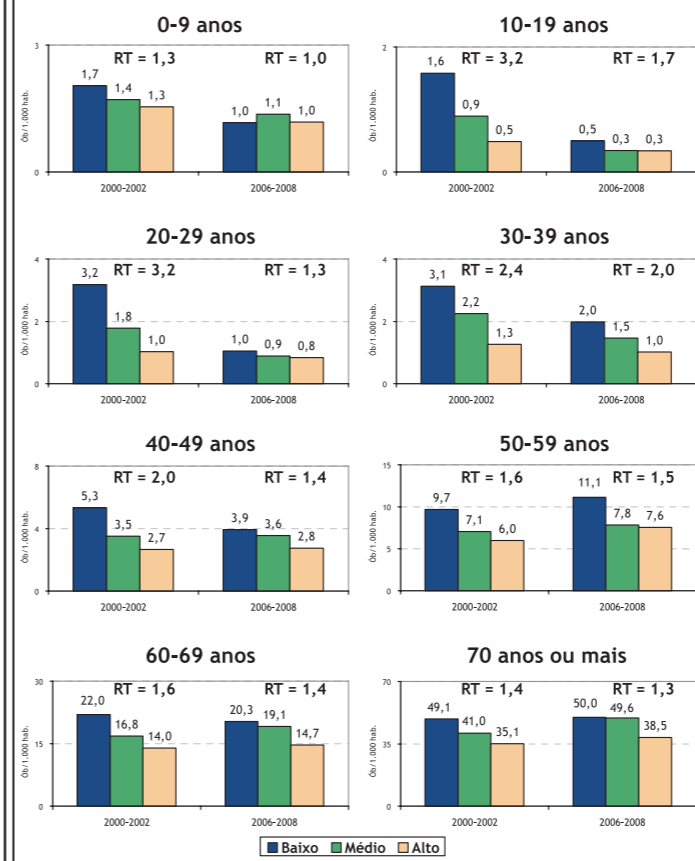 0-9 anos
RT = 1,3 RT = 1,0
Ób/1.000 hab.
3
0
1,7 1,4 1,3 1,0 1,1 1,0
2000-2002 2006-2008
10-19 anos
RT = 3,2 RT = 1,7
Ób/1.000 hab.
2
0
1,6 0,9 0,5 0,5 0,3 0,3
2000-2002 2006-2008
20-29 anos
RT = 3,2 RT = 1,3
Ób/1.000 hab.
4
2
0
3,2 1,8 1,0 1,0 0,9 0,8
2000-2002 2006-2008
30-39 anos
RT = 2,4 RT = 2,0
Ób/1.000 hab.
4
2
0
3,1 2,2 1,3 2,0 1,5 1,0
2000-2002 2006-2008
40-49 anos
RT = 2,0 RT = 1,4
Ób/1.000 hab.
8
4
0
5,3 3,5 2,7 3,9 3,6 2,8
2000-2002 2006-2008
50-59 anos
RT = 1,6 RT = 1,5
Ób/1.000 hab.
15
10
5
0
9,7 7,1 6,0 11,1 7,8 7,6
2000-2002 2006-2008
60-69 anos
RT = 1,6 RT = 1,4
Ób/1.000 hab.
30
15
0
22,0 16,8 14,0 20,3 19,1 14,7
2000-2002 2006-2008
70 anos ou mais
RT = 1,4 RT = 1,3
Ób/1.000 hab.
70
35
0
49,1 41,0 35,1 50,0 49,6 38,5
2000-2002 2006-2008
Baixo Médio Alto